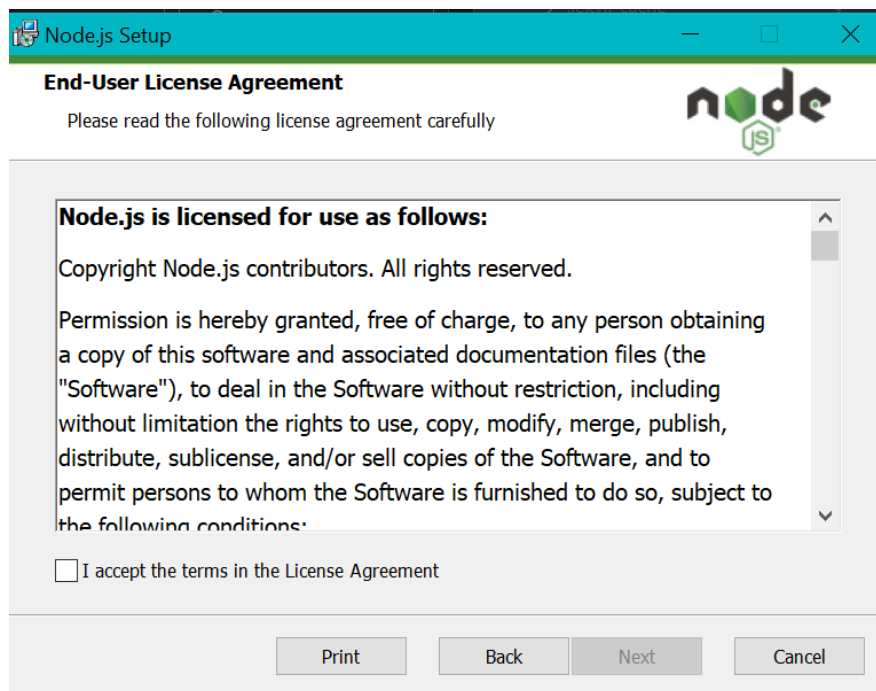 Node.js Setup
End-User License Agreement
Please read the following license agreement carefully
node
JS
Node.js is licensed for use as follows:
Copyright Node.js contributors. All rights reserved.
Permission is hereby granted, free of charge, to any person obtaining
a copy of this software and associated documentation files (the
"Software"), to deal in the Software without restriction, including
without limitation the rights to use, copy, modify, merge, publish,
distribute, sublicense, and/or sell copies of the Software, and to
permit persons to whom the Software is furnished to do so, subject to
the following conditions:
I accept the terms in the License Agreement
Print
Back
Next
Cancel